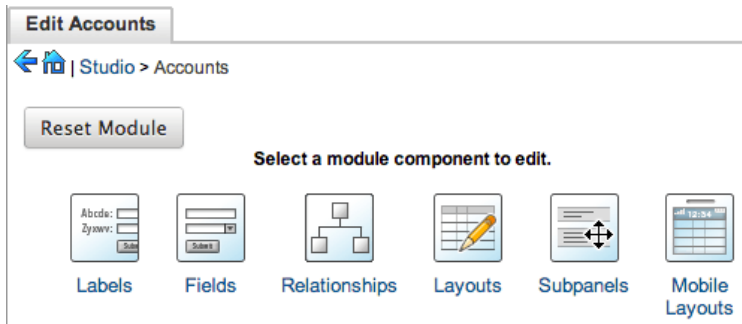 Edit Accounts
| Studio > Accounts
Reset Module
Select a module component to edit.
Abcde:
Zyxwv:
Submit
12:34
Labels Fields Relationships Layouts Subpanels Mobile
Layouts